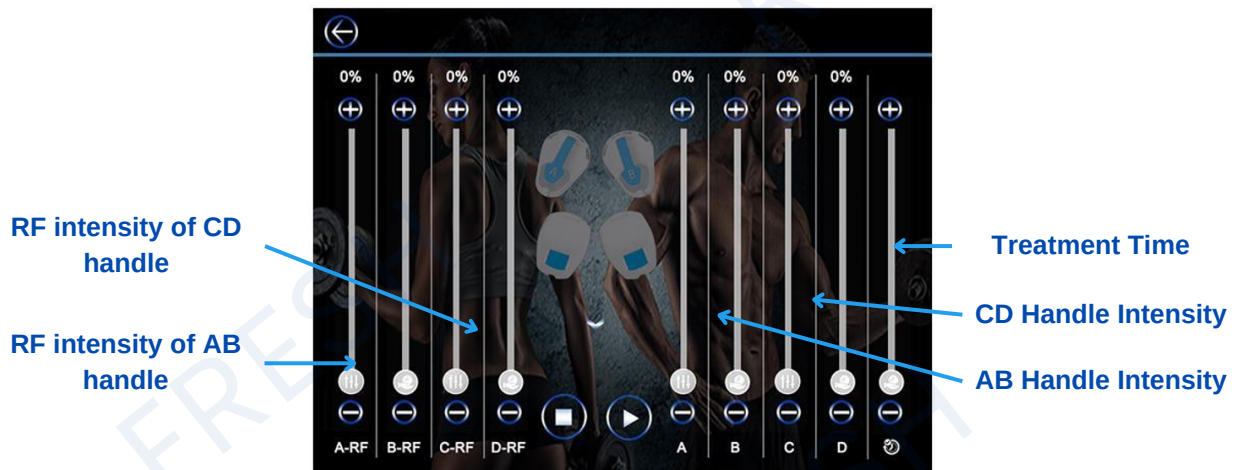 0% 0% 0% 0% 0% 0% 0% 0%
A
B
RF intensity of CD
handle
Treatment Time
CD Handle Intensity
RF intensity of AB
handle
AB Handle Intensity
A-RF B-RF C-RF D-RF A B C D
FRESH